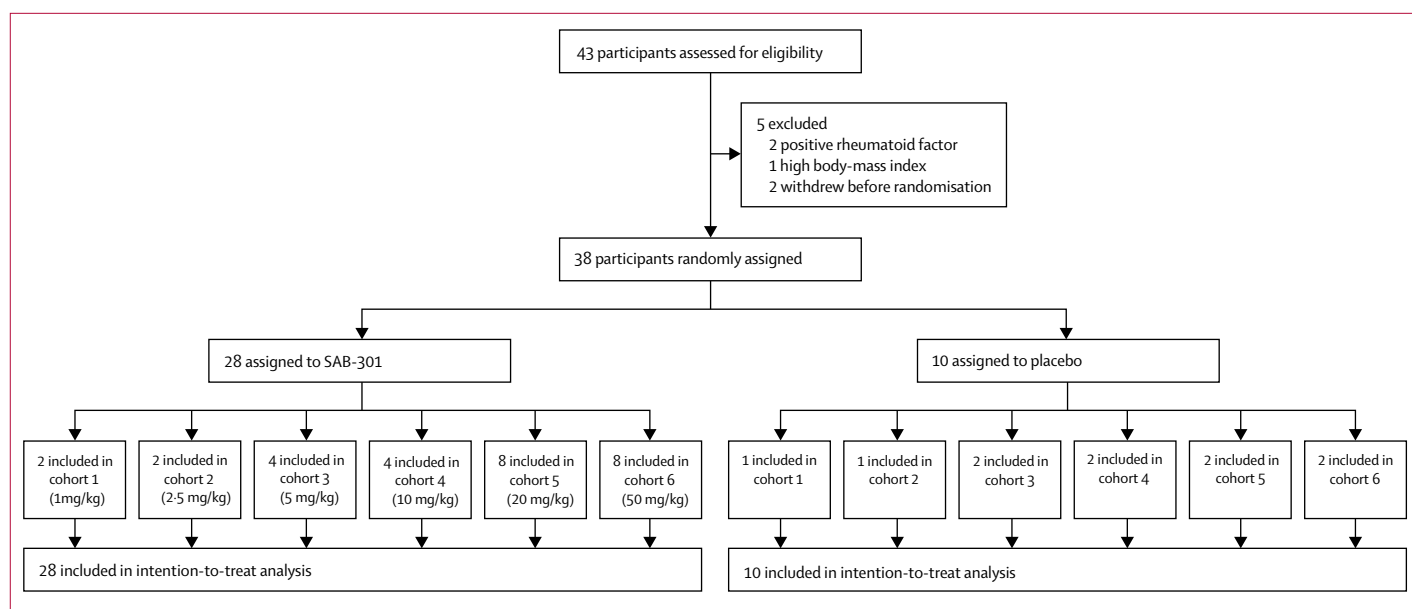 43 participants assessed for eligibility
5 excluded
2 positive rheumatoid factor
1 high body-mass index
2 withdrew before randomisation
38 participants randomly assigned
28 assigned to SAB-301
10 assigned to placebo
2 included in
cohort 1
(1mg/kg)
2 included in
cohort 2
(2·5 mg/kg)
4 included in
cohort 3
(5 mg/kg)
4 included in
cohort 4
(10 mg/kg)
8 included in
cohort 5
(20 mg/kg)
8 included in
cohort 6
(50 mg/kg)
1 included in
cohort 1
1 included in
cohort 2
2 included in
cohort 3
2 included in
cohort 4
2 included in
cohort 5
2 included in
cohort 6
28 included in intention-to-treat analysis
10 included in intention-to-treat analysis